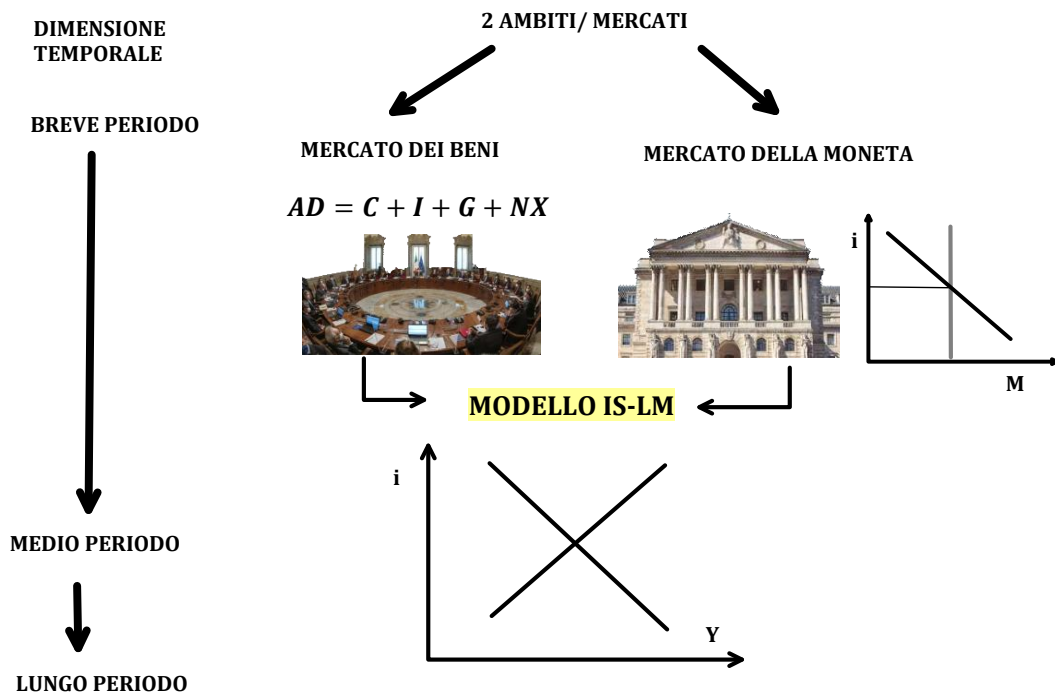 DIMENSIONE
TEMPORALE
2 AMBITI/ MERCATI
BREVE PERIODO
MERCATO DEI BENI
MERCATO DELLA MONETA
AD = C + I + G + NX
i
M
MODELLO IS-LM
i
Y
MEDIO PERIODO
LUNGO PERIODO